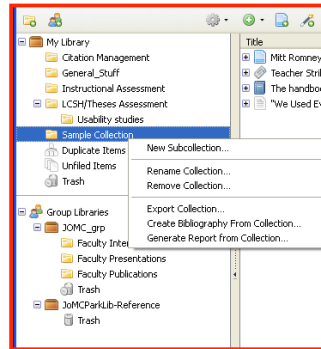 My Library
Citation Management
General_Stuff
Instructional Assessment
LCSH/Theses Assessment
Usability studies
Sample Collection
Duplicate Items
Unfiled Items
Trash
Group Libraries
JOMC_grp
Faculty Inte
Faculty Presentations
Faculty Publications
Trash
JoMCParkLib-Reference
Trash
New Subcollection...
Rename Collection...
Remove Collection...
Export Collection...
Create Bibliography From Collection...
Generate Report from Collection...
Title
Mitt Romney
Teacher Stri
The handboo
"We Used Ev